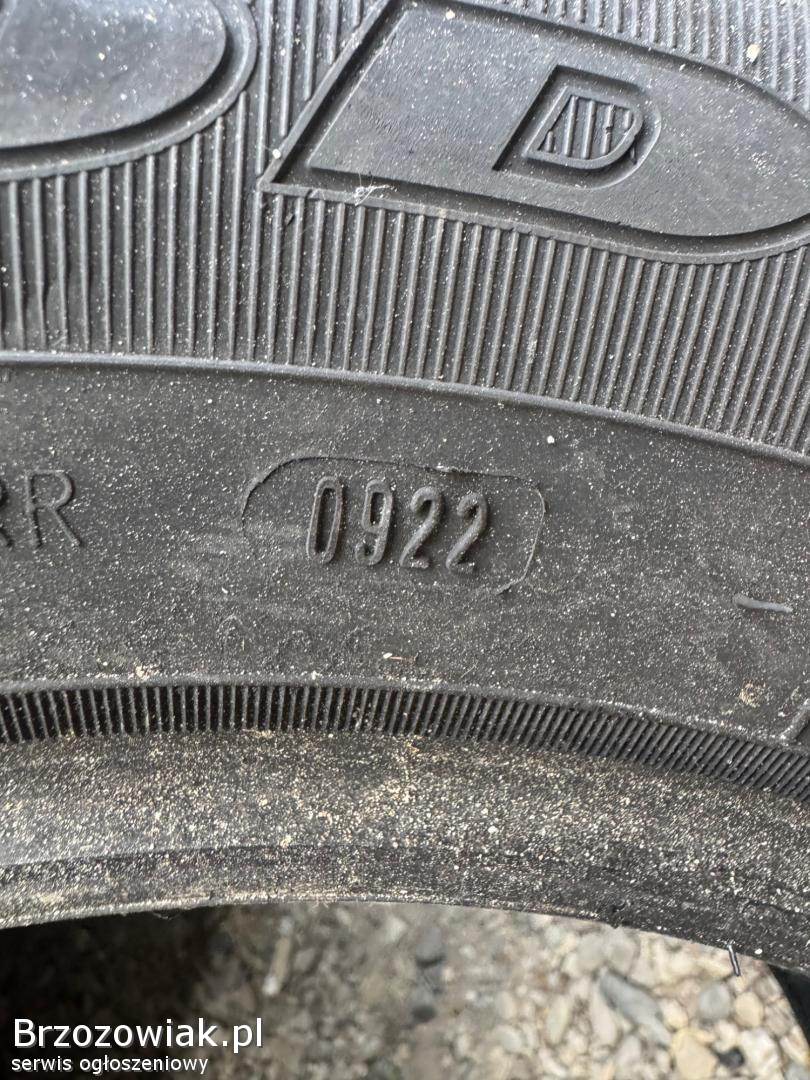 D
RR
0922
Brzozowiak.pl
serwis ogłoszeniowy